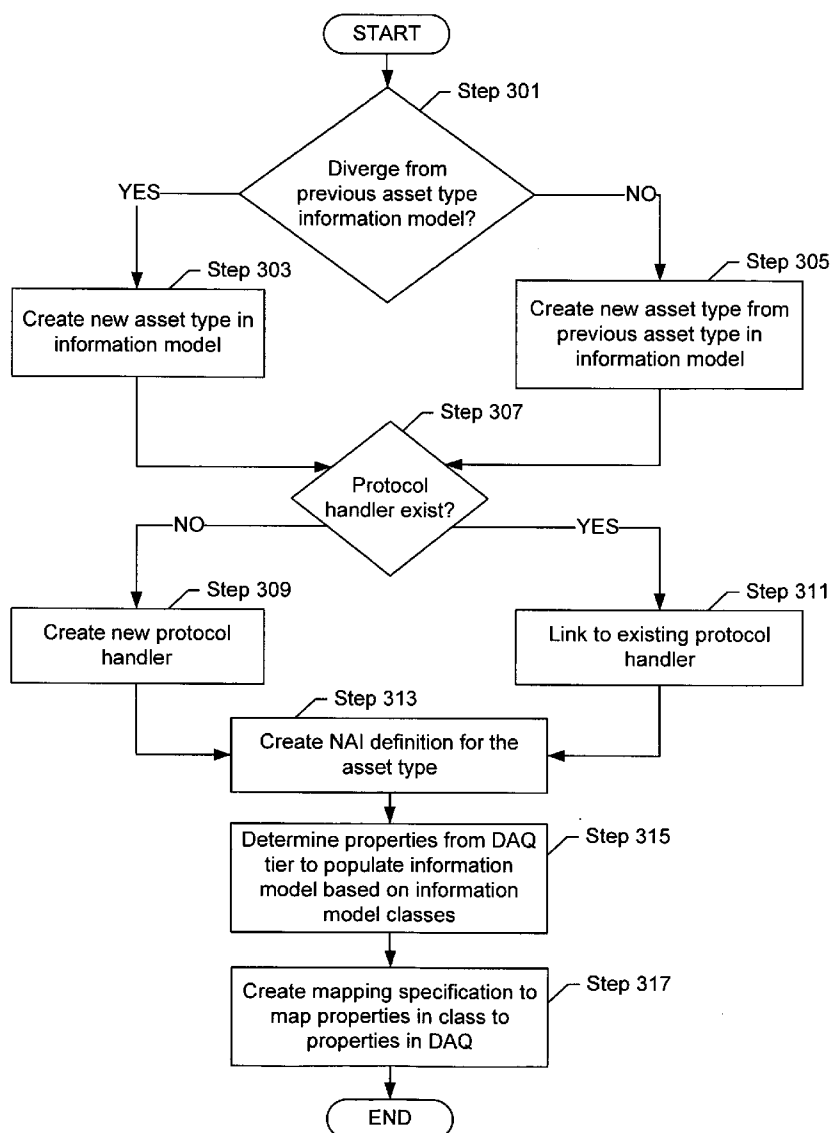 START
Step 301
Diverge from
previous asset type
information model?
YES
NO
Step 303
Create new asset type in
information model
Step 305
Create new asset type from
previous asset type in
information model
Step 307
Protocol
handler exist?
NO
YES
Step 309
Create new protocol
handler
Step 311
Link to existing protocol
handler
Step 313
Create NAI definition for the
asset type
Step 315
Determine properties from DAQ
tier to populate information
model based on information
model classes
Step 317
Create mapping specification to
map properties in class to
properties in DAQ
END